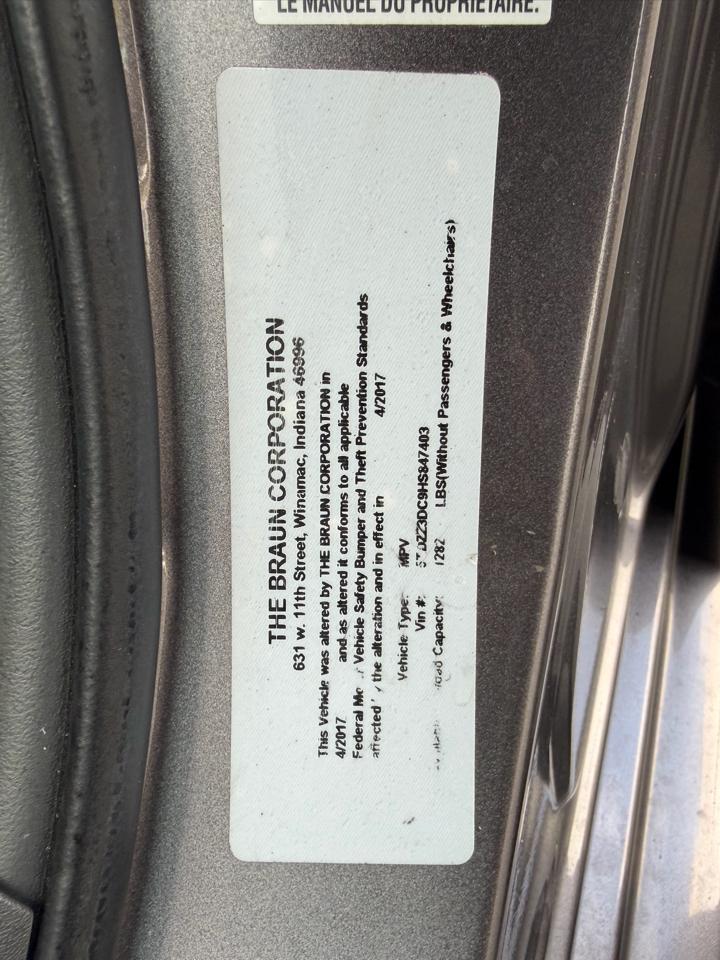 LE MANUEL DU PROPRIÉTAIRE.
THE BRAUN CORPORATION
631 w. 11th Street, Winamac, Indiana 46996
This Vehicle was altered by THE BRAUN CORPORATION in
4/2017 and as altered it conforms to all applicable
Federal Vehicle Safety Bumper and Theft Prevention Standards
affected the alteration and in effect in 4/2017
Vehicle Type: MPV
Vin #:
Capacity: 1282 LBS(Without Passengers & Wheelchairs)